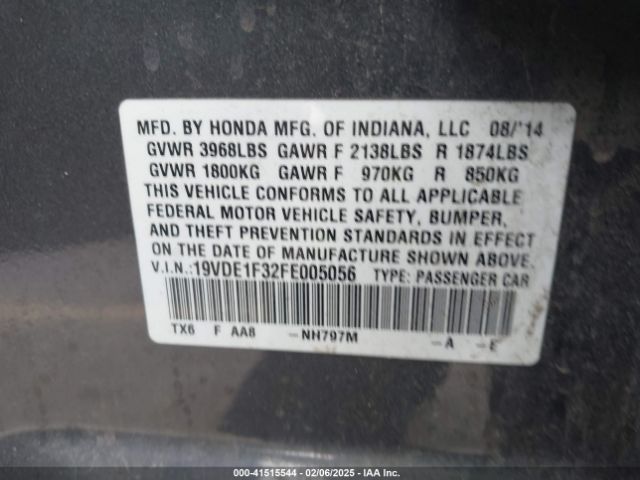 MFD. BY HONDA MFG. OF INDIANA, LLC 08/'14
GVWR 3968LBS GAWR F 2138LBS R 1874LBS
GVWR 1800KG GAWR F 970KG R 850KG
THIS VEHICLE CONFORMS TO ALL APPLICABLE
FEDERAL MOTOR VEHICLE SAFETY, BUMPER,
AND THEFT PREVENTION STANDARDS IN EFFECT
ON THE DATE OF MANUFACTURE SHOWN ABOVE.
V.I.N.:19VDE1F32FE005056 TYPE: PASSENGER CAR
TX6 F AA8 -NH797M -A -E
000-41515544 | 02/06/2025 | IAA Inc.